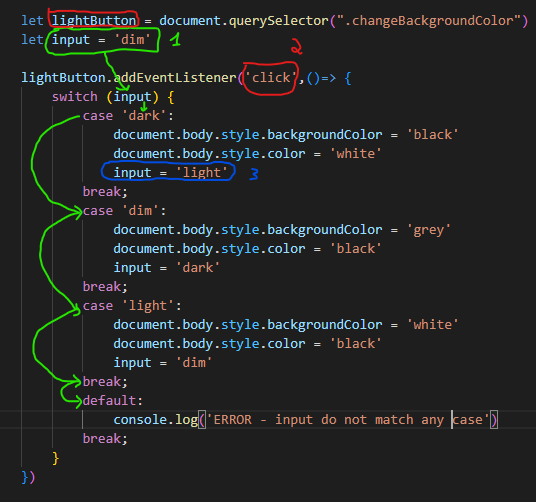 let lightButton = document.querySelector(".changeBackgroundColor")
let input = 'dim' 1
2
lightButton.addEventListener('click',()=> {
switch (input) {
case 'dark':
document.body.style.backgroundColor = 'black'
document.body.style.color = 'white'
input = 'light' 3
break;
case 'dim':
document.body.style.backgroundColor = 'grey'
document.body.style.color = 'black'
input = 'dark'
break;
case 'light':
document.body.style.backgroundColor = 'white'
document.body.style.color = 'black'
input = 'dim'
break;
default:
console.log('ERROR - input do not match any case')
break;
}
})